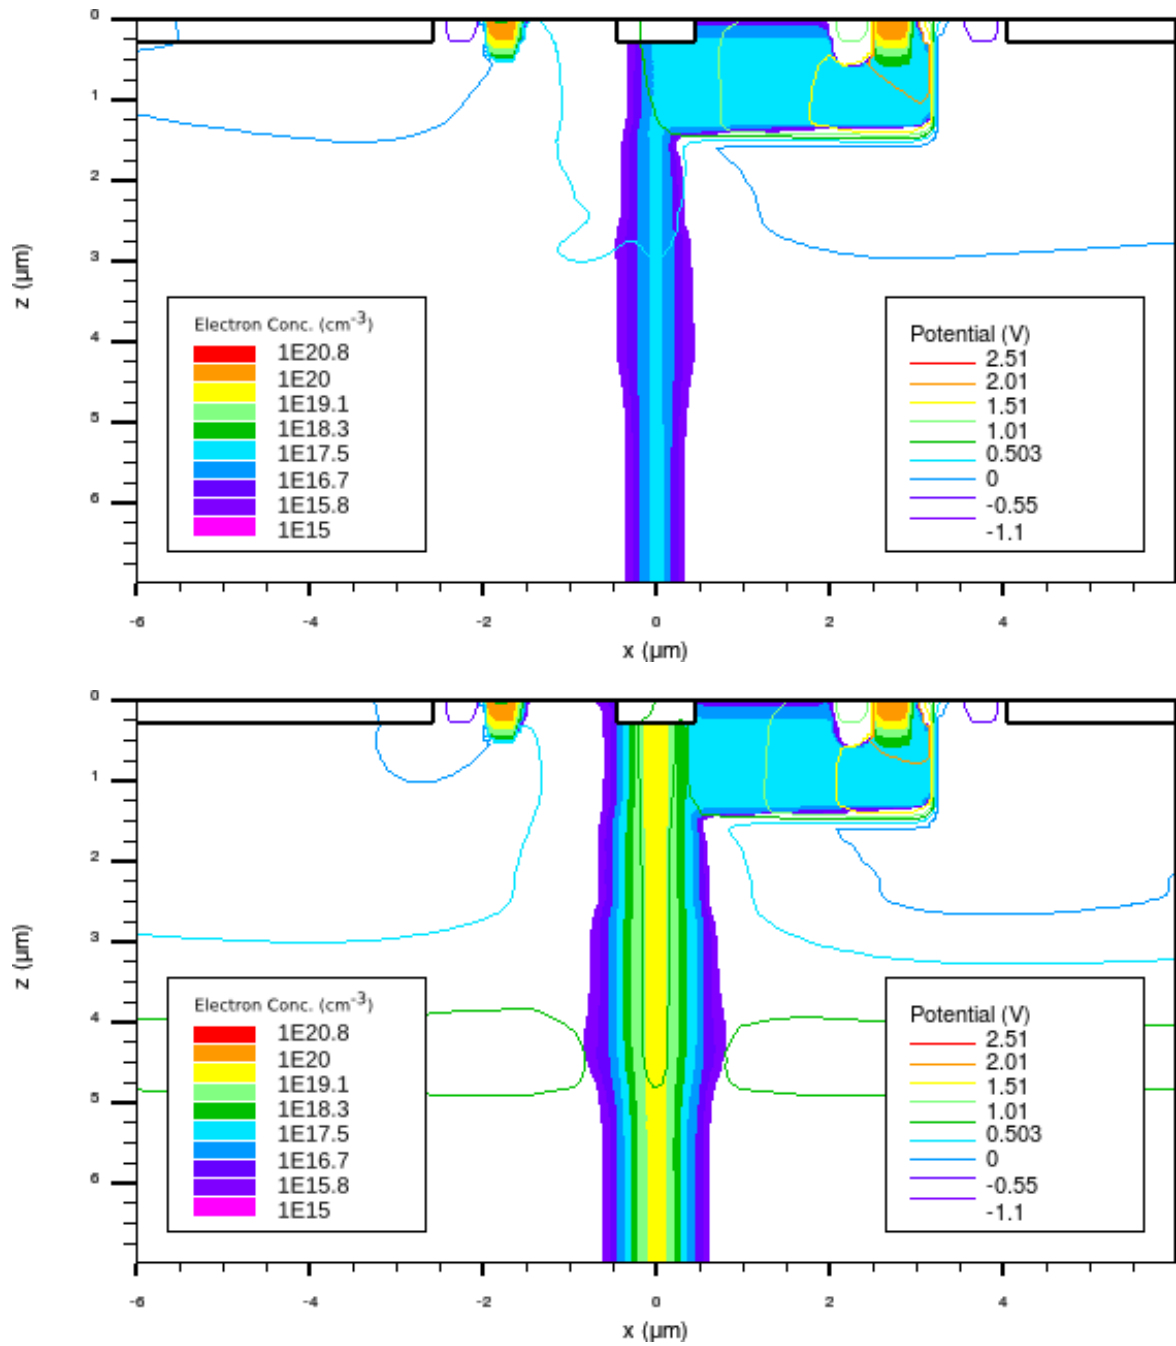 0
1
2
3
4
5
6
z (µm)
Electron Conc. (cm-3)
1E20.8
1E20
1E19.1
1E18.3
1E17.5
1E16.7
1E15.8
1E15
Potential (V)
2.51
2.01
1.51
1.01
0.503
0
-0.55
-1.1
-6 -4 -2 0 2 4
x (µm)
0
1
2
3
4
5
6
z (µm)
Electron Conc. (cm-3)
1E20.8
1E20
1E19.1
1E18.3
1E17.5
1E16.7
1E15.8
1E15
Potential (V)
2.51
2.01
1.51
1.01
0.503
0
-0.55
-1.1
-6 -4 -2 0 2 4
x (µm)